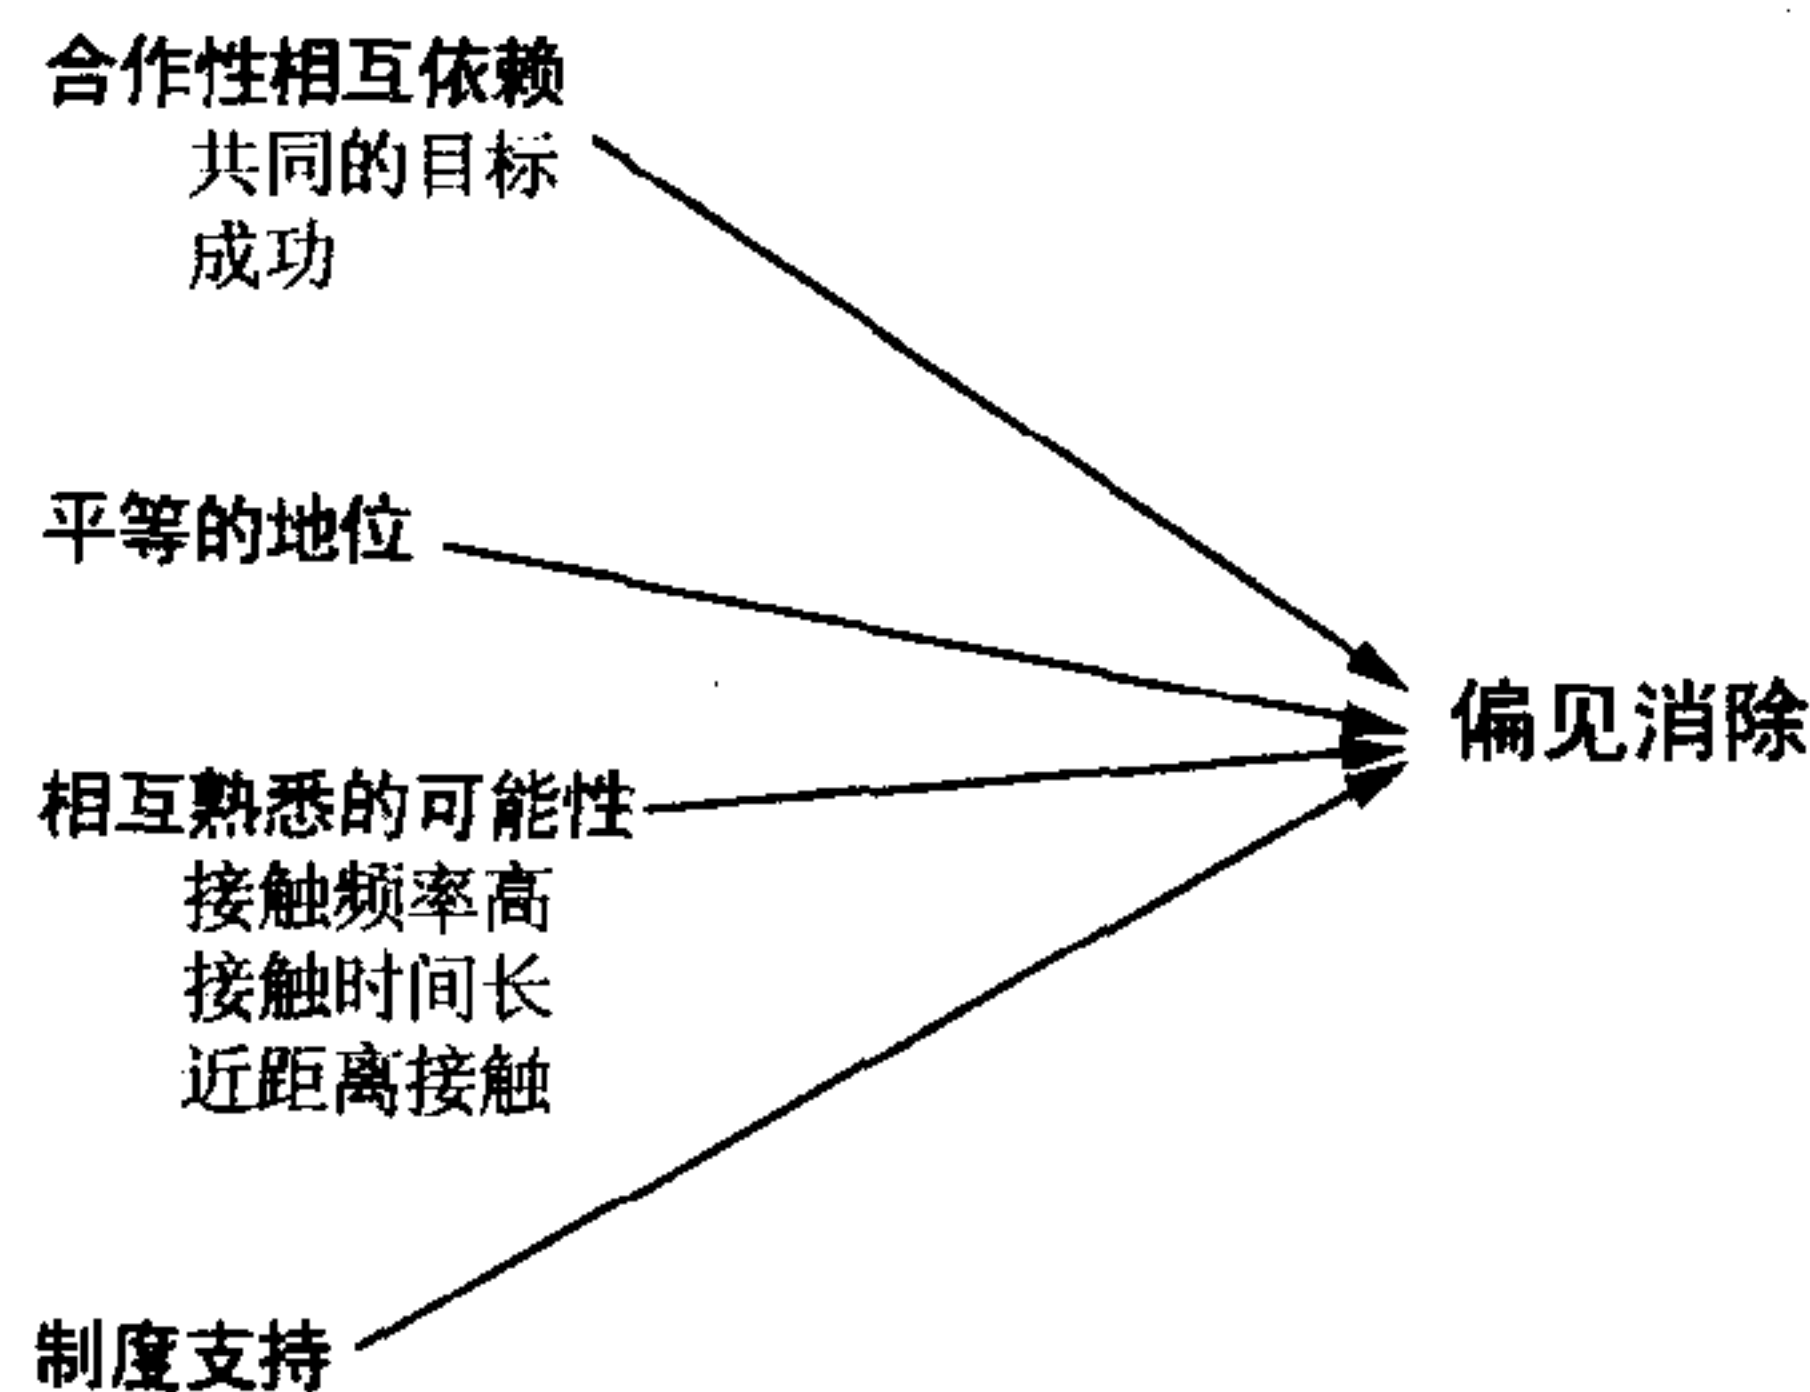 合作性相互依赖
共同的目标
成功
平等的地位
偏见消除
相互熟悉的可能性
接触频率高
接触时间长
近距离接触
制度支持